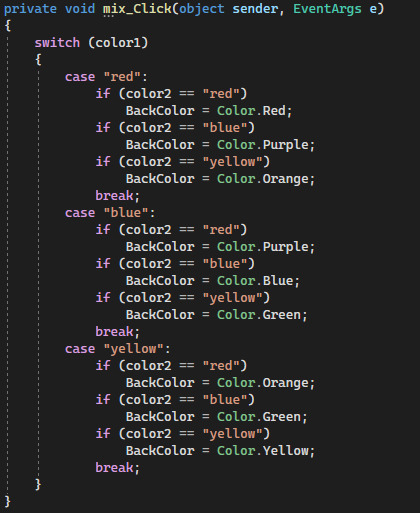 private void mix_Click(object sender, EventArgs e)
{
    switch (color1)
    {
        case "red":
            if (color2 == "red")
                BackColor = Color.Red;
            if (color2 == "blue")
                BackColor = Color.Purple;
            if (color2 == "yellow")
                BackColor = Color.Orange;
            break;
        case "blue":
            if (color2 == "red")
                BackColor = Color.Purple;
            if (color2 == "blue")
                BackColor = Color.Blue;
            if (color2 == "yellow")
                BackColor = Color.Green;
            break;
        case "yellow":
            if (color2 == "red")
                BackColor = Color.Orange;
            if (color2 == "blue")
                BackColor = Color.Green;
            if (color2 == "yellow")
                BackColor = Color.Yellow;
            break;
    }
}